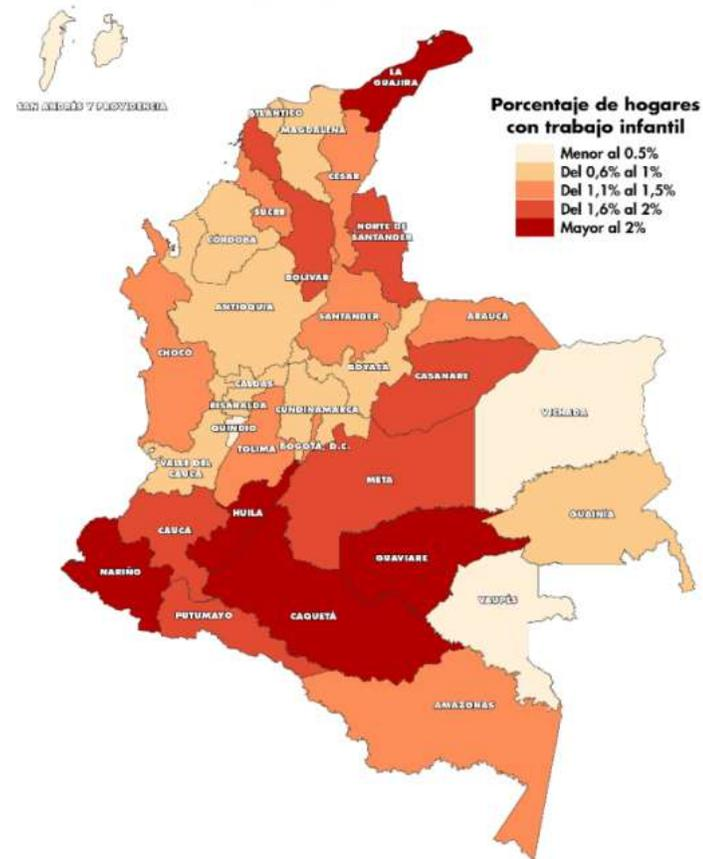 SAN ANDRÉS Y PROVIDENCIA
LA
GUAJIRA
Porcentaje de hogares
con trabajo infantil
Menor al 0.5%
Del 0,6% al 1%
Del 1,1% al 1,5%
Del 1,6% al 2%
Mayor al 2%
ATLÁNTICO
MAGDALENA
CESAR
SUCRE
NORTE DE
SANTANDER
CÓRDOBA
BOLIVAR
ANTIOQUIA
SANTANDER
ARAUCA
CHOCÓ
BOYACÁ
CASANARE
CALDAS
RISARALDA
CUNDINAMARCA
VICHADA
QUINDIO
TOLIMA
BOGOTÁ, D.C.
VALLE DEL
CAUCA
META
HUILA
GUAINÍA
CAUCA
GUAVIARE
NARIÑO
VAUPÉS
PUTUMAYO
CAQUETÁ
AMAZONAS